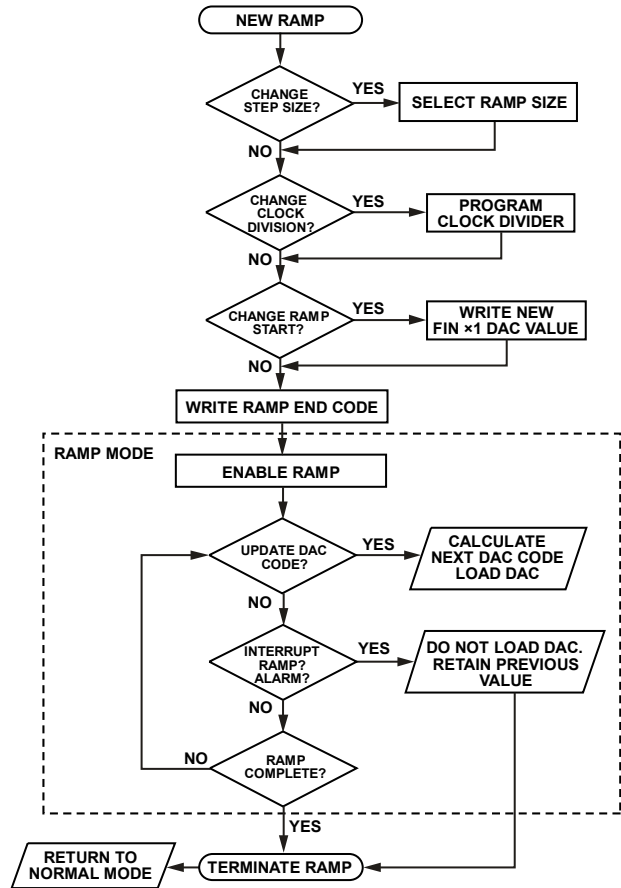 NEW RAMP
CHANGE
STEP SIZE?
YES
SELECT RAMP SIZE
NO
CHANGE
CLOCK
DIVISION?
YES
PROGRAM
CLOCK DIVIDER
NO
CHANGE RAMP
START?
YES
WRITE NEW
FIN ×1 DAC VALUE
NO
WRITE RAMP END CODE
RAMP MODE
ENABLE RAMP
UPDATE DAC
CODE?
YES
CALCULATE
NEXT DAC CODE
LOAD DAC
NO
INTERRUPT
RAMP?
ALARM?
YES
DO NOT LOAD DAC.
RETAIN PREVIOUS
VALUE
NO
RAMP
COMPLETE?
NO
YES
TERMINATE RAMP
RETURN TO
NORMAL MODE